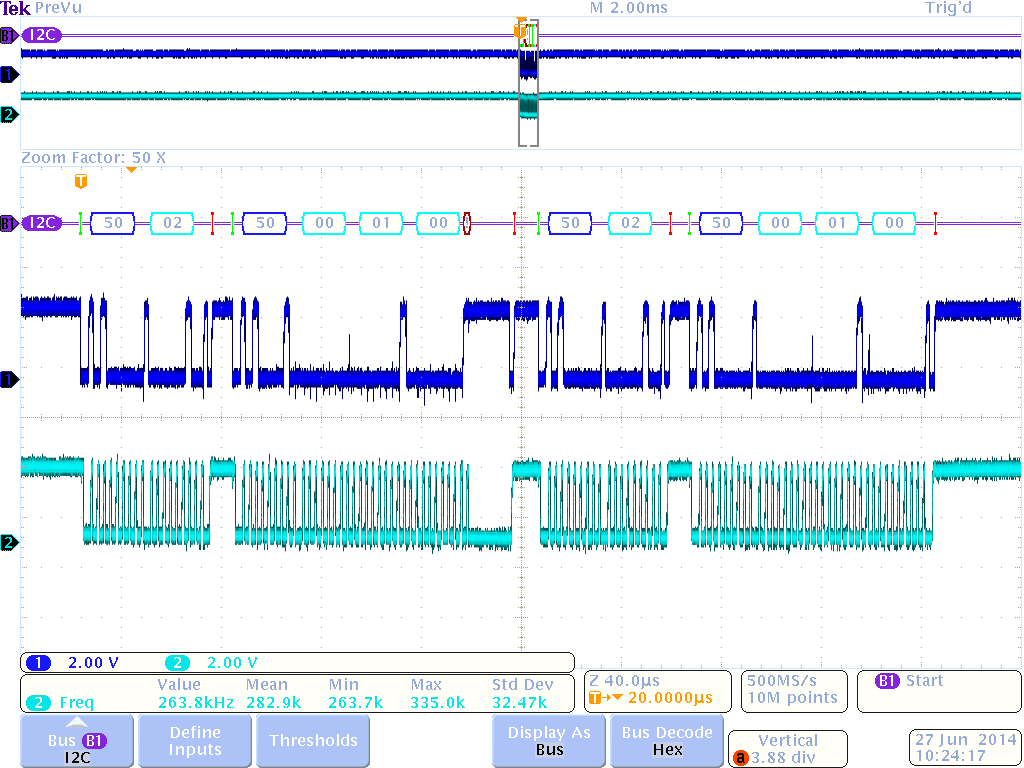 Tek PreVu M 2.00ms Trig'd
B1 I2C
T
1
2
Zoom Factor: 50 X
T
B1 I2C 50 02 50 00 01 00 50 02 50 00 01 00
1
2
1 2.00 V 2 2.00 V
Value Mean Min Max Std Dev
2 Freq 263.8kHz 282.9k 263.7k 335.0k 32.47k
Z 40.0µs
T→▼ 20.0000µs
500MS/s
10M points
B1 Start
Bus B1
I2C
Define
Inputs
Thresholds
Display As
Bus
Bus Decode
Hex
Vertical
a 3.88 div
27 Jun 2014
10:24:17